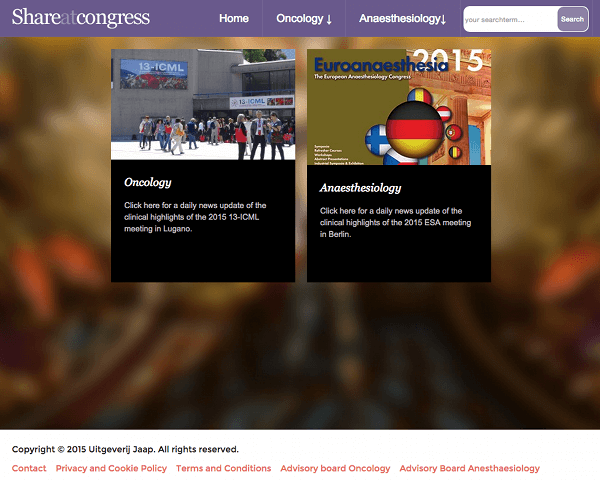 Shareatcongress
Home
Oncology ↓
Anaesthesiology↓
your searchterm....
Search
13-ICML
13-ICML
2015
Euroanaesthesia
The European Anaesthesiology Congress
Symposia
Refresher Courses
Workshops
Abstract Presentations
Industrial Symposia & Exhibition
Oncology
Click here for a daily news update of the
clinical highlights of the 2015 13-ICML
meeting in Lugano.
Anaesthesiology
Click here for a daily news update of the
clinical highlights of the 2015 ESA meeting
in Berlin.
Copyright © 2015 Uitgeverij Jaap. All rights reserved.
Contact Privacy and Cookie Policy Terms and Conditions Advisory board Oncology Advisory Board Anesthaesiology